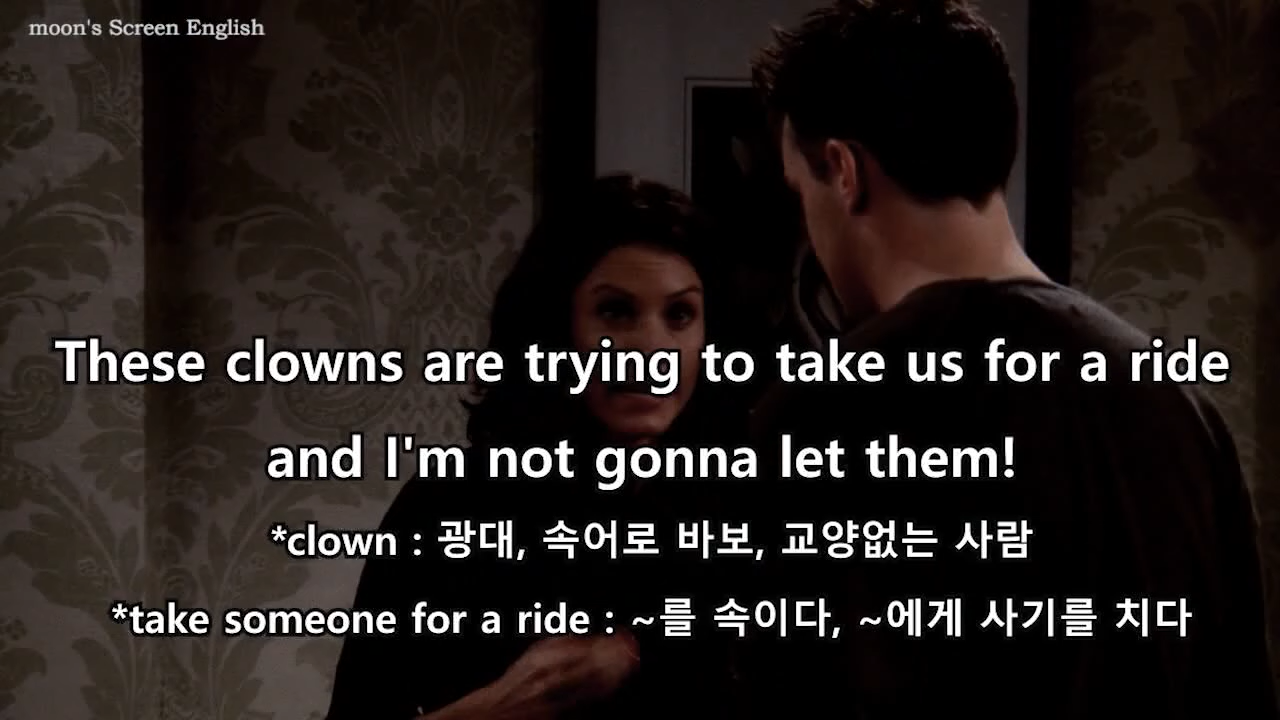 moon's Screen English
These clowns are trying to take us for a ride
and I'm not gonna let them!
*clown : 광대, 속어로 바보, 교양없는 사람
*take someone for a ride : ~를 속이다, ~에게 사기를 치다